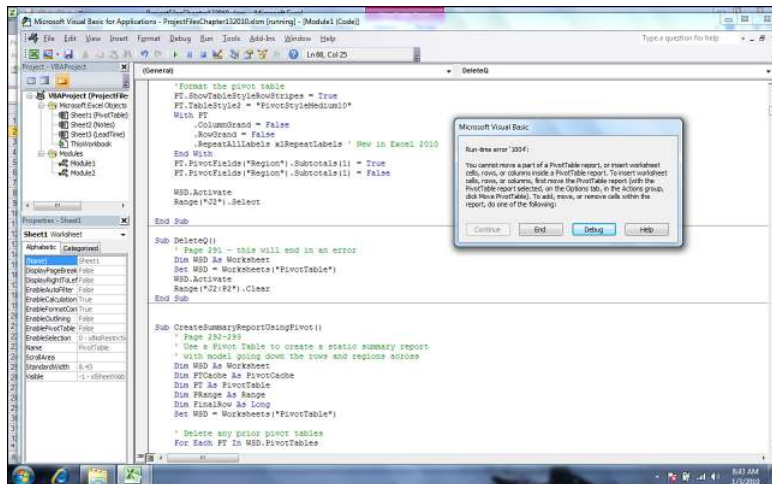 Microsoft Visual Basic for Applications - ProjectFilesChapter132010.xlsm [running] - [Module1 (Code)]
File Edit View Insert Format Debug Run Tools Add-Ins Window Help
Type a question for help
Ln 68, Col 25
Project - VBAProject
(General)
DeleteQ
VBAProject (ProjectFile
Microsoft Excel Objects
Sheet1 (PivotTable)
Sheet2 (Notes)
Sheet3 (LeadTime)
ThisWorkbook
Modules
Module1
Module2
Properties - Sheet1
Sheet1 Worksheet
Alphabetic Categorized
(Name) Sheet1
DisplayPageBreak False
DisplayRightToLef False
EnableAutoFilter False
EnableCalculation True
EnableFormatCon True
EnableOutlining False
EnablePivotTable False
EnableSelection 0 - xlNoRestricti
Name PivotTable
ScrollArea
StandardWidth 8.43
Visible -1 - xlSheetVisib
'Format the pivot table
PT.ShowTableStyleRowStripes = True
PT.TableStyle2 = "PivotStyleMedium10"
With PT
.ColumnGrand = False
.RowGrand = False
.RepeatAllLabels xlRepeatLabels ' New in Excel 2010
End With
PT.PivotFields("Region").Subtotals(1) = True
PT.PivotFields("Region").Subtotals(1) = False
WSD.Activate
Range("J2").Select
End Sub
Sub DeleteQ()
' Page 291 - this will end in an error
Dim WSD As Worksheet
Set WSD = Worksheets("PivotTable")
WSD.Activate
Range("J2:P2").Clear
End Sub
Sub CreateSummaryReportUsingPivot()
' Page 292-293
' Use a Pivot Table to create a static summary report
' with model going down the rows and regions across
Dim WSD As Worksheet
Dim PTCache As PivotCache
Dim PT As PivotTable
Dim PRange As Range
Dim FinalRow As Long
Set WSD = Worksheets("PivotTable")
' Delete any prior pivot tables
For Each PT In WSD.PivotTables
Microsoft Visual Basic
Run-time error '1004':
You cannot move a part of a PivotTable report, or insert worksheet
cells, rows, or columns inside a PivotTable report. To insert worksheet
cells, rows, or columns, first move the PivotTable report (with the
PivotTable report selected, on the Options tab, in the Actions group,
click Move PivotTable). To add, move, or remove cells within the
report, do one of the following:
Continue End Debug Help
8:43 AM
1/3/2010